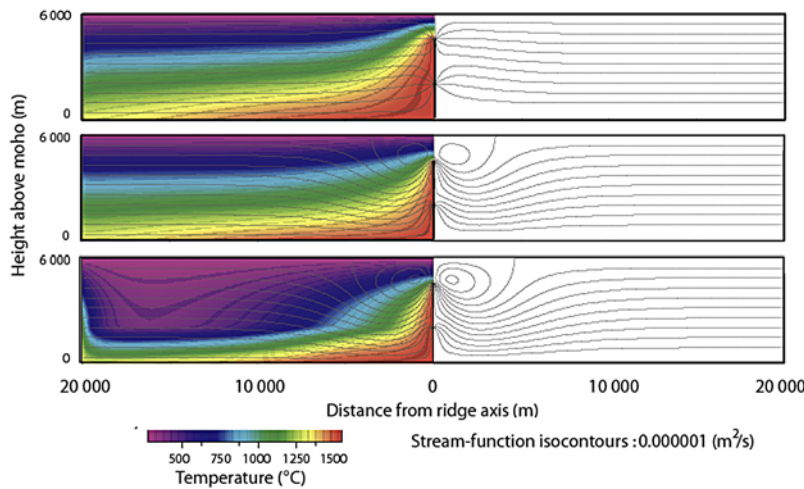 6 000
0
6 000
0
6 000
0
Height above moho (m)
20 000 10 000 0 10 000 20 000
Distance from ridge axis (m)
500 750 1000 1250 1500
Temperature (°C)
Stream-function isocontours : 0.000001 (m²/s)